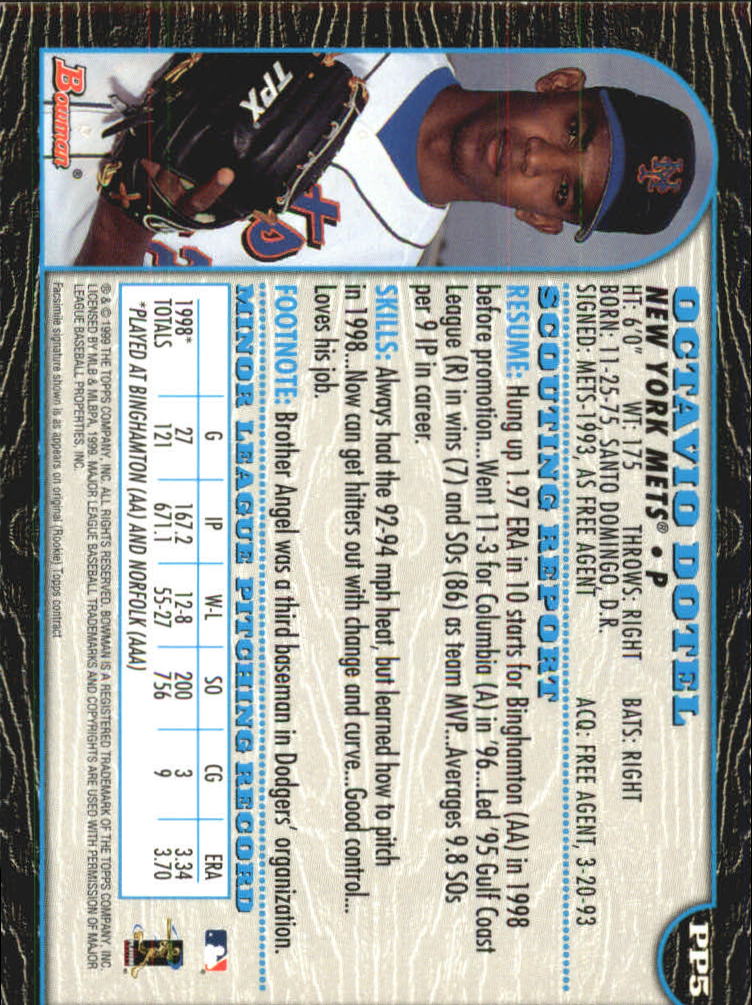 PP5
OCTAVIO DOTEL
NEW YORK METS® • P
HT: 6'0" WT: 175 THROWS: RIGHT BATS: RIGHT
BORN: 11-25-75 SANTO DOMINGO D.R.
SIGNED: METS-1993, AS FREE AGENT ACQ: FREE AGENT, 3-20-93
SCOUTING REPORT
RESUME: Hung up 1.97 ERA in 10 starts for Binghamton (AA) in 1998
before promotion. Went 11-3 for Columbia (A) in '96...Led '95 Gulf Coast
League (R) in wins (7) and SOs (86) as team MVP...Averages 9.8 SOs
per 9 IP in career.
SKILLS: Always had the 92-94 mph heat, but learned how to pitch
in 1998...Now can get hitters out with change and curve...Good control...
Loves his job.
FOOTNOTE: Brother Angel was a third baseman in Dodgers' organization.
MINOR LEAGUE PITCHING RECORD
G IP W-L SO CG ERA
1998* 27 167.2 12-8 200 3 3.34
TOTALS 121 671.1 55-27 756 9 3.70
*PLAYED AT BINGHAMTON (AA) AND NORFOLK (AAA)
® & © 1999 THE TOPPS COMPANY, INC. ALL RIGHTS RESERVED. BOWMAN IS A REGISTERED TRADEMARK OF THE TOPPS COMPANY, INC.
LICENSED BY MLB & MLBPA, 1999. MAJOR LEAGUE BASEBALL TRADEMARKS AND COPYRIGHTS ARE USED WITH PERMISSION OF MAJOR
LEAGUE BASEBALL PROPERTIES, INC.
Facsimile signature shown is as appears on original (Rookie) Topps contract
NY
TPX
Bowman®